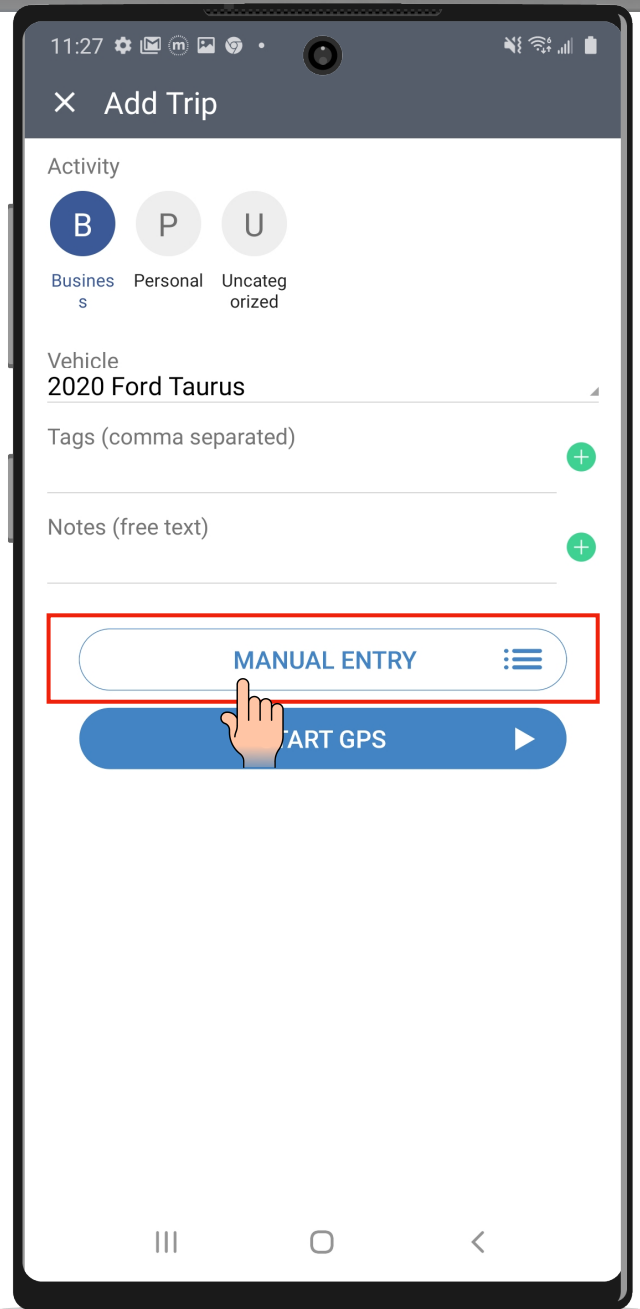 11:27
Add Trip
Activity
B P U
Busines Personal Uncateg
s orized
Vehicle
2020 Ford Taurus
Tags (comma separated)
Notes (free text)
MANUAL ENTRY
TART GPS